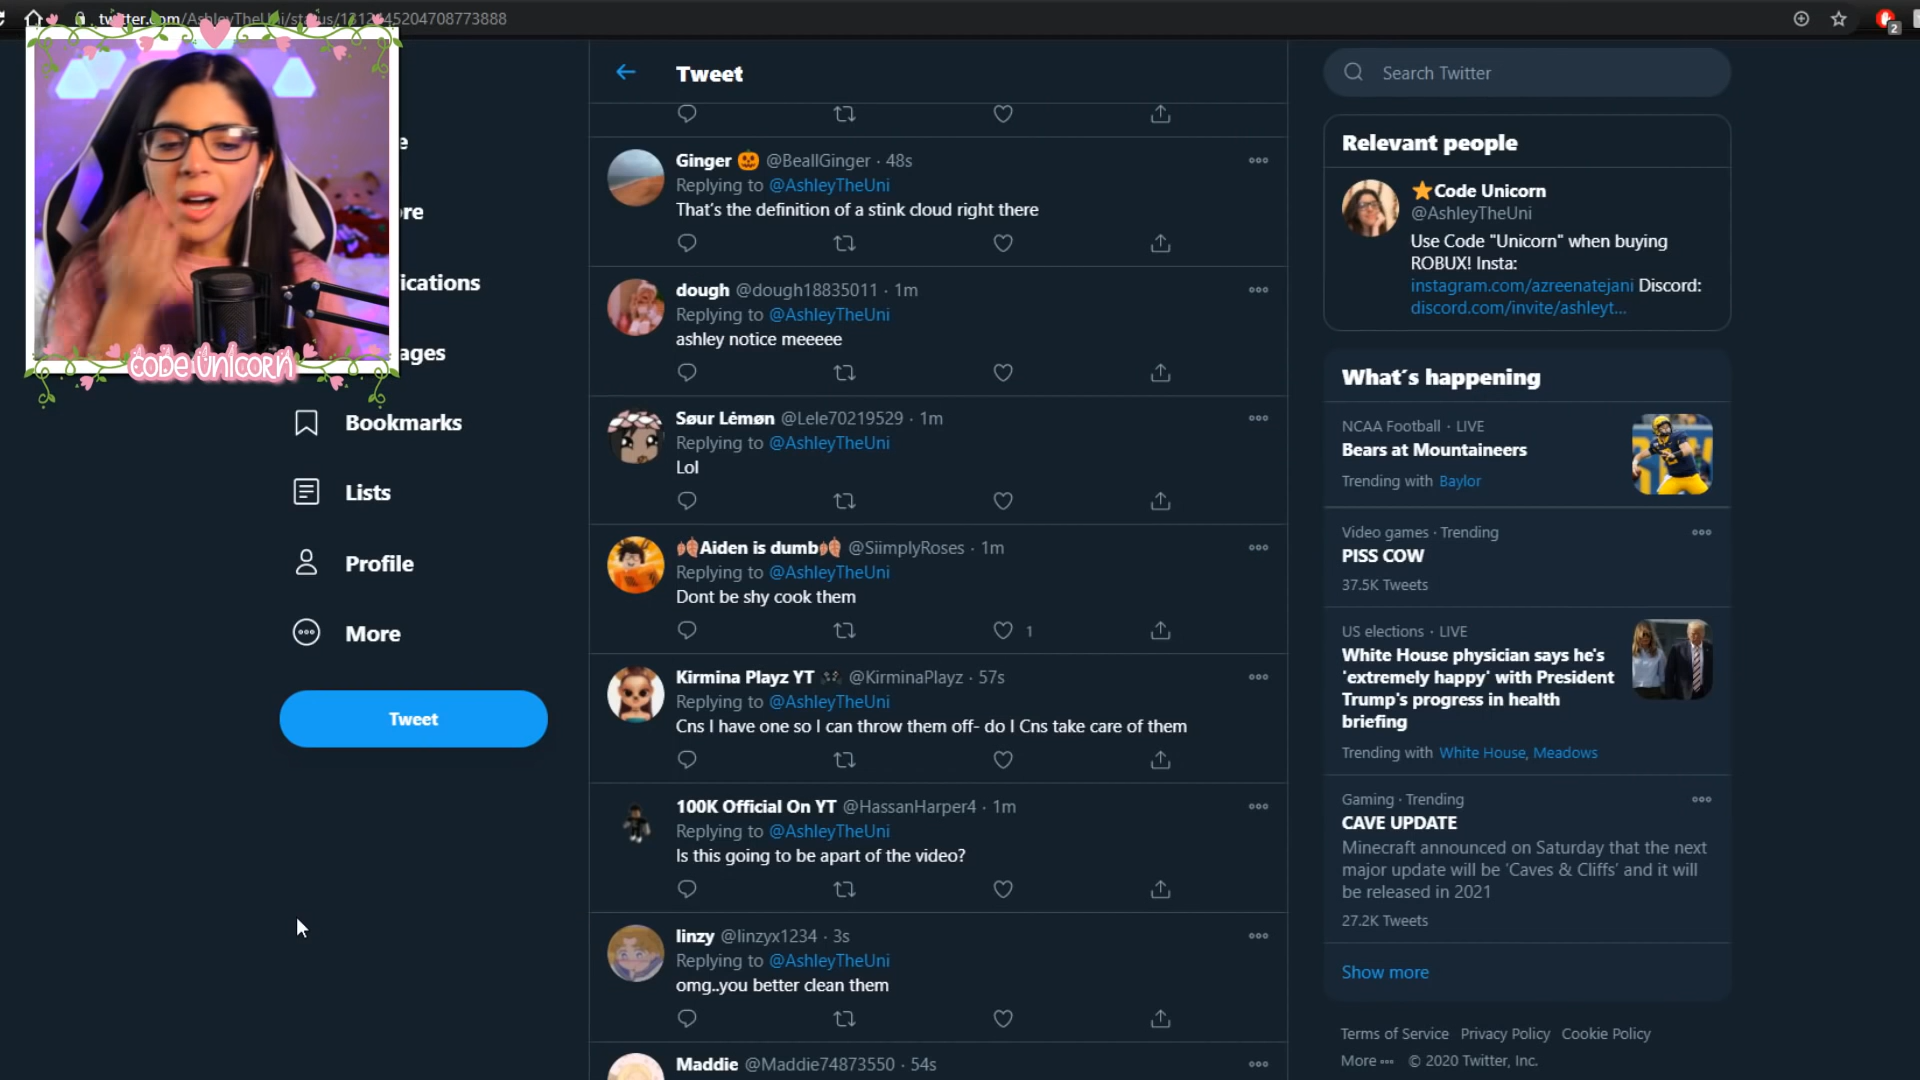 twitter.com/AshleyTheUni/status/13124452047087 73888
Tweet
Search Twitter
Ginger 🎃 @BeallGinger · 48s
Replying to @AshleyTheUni
That's the definition of a stink cloud right there
dough @dough18835011 · 1m
Replying to @AshleyTheUni
ashley notice meeeee
Søur Lémøn @Lele70219529 · 1m
Replying to @AshleyTheUni
Lol
🍂Aiden is dumb🍂 @SiimplyRoses · 1m
Replying to @AshleyTheUni
Dont be shy cook them
1
Kirmina Playz YT 🎮 @KirminaPlayz · 57s
Replying to @AshleyTheUni
Cns I have one so I can throw them off- do I Cns take care of them
100K Official On YT @HassanHarper4 · 1m
Replying to @AshleyTheUni
Is this going to be apart of the video?
linzy @linzyx1234 · 3s
Replying to @AshleyTheUni
omg..you better clean them
Maddie @Maddie74873550 · 54s
CODE UNICORN
e
re
ications
ages
Bookmarks
Lists
Profile
More
Tweet
Relevant people
⭐Code Unicorn
@AshleyTheUni
Use Code "Unicorn" when buying
ROBUX! Insta:
instagram.com/azreenatejani Discord:
discord.com/invite/ashleyt...
What's happening
NCAA Football · LIVE
Bears at Mountaineers
Trending with Baylor
Video games · Trending
PISS COW
37.5K Tweets
US elections · LIVE
White House physician says he's
'extremely happy' with President
Trump's progress in health
briefing
Trending with White House, Meadows
Gaming · Trending
CAVE UPDATE
Minecraft announced on Saturday that the next
major update will be 'Caves & Cliffs' and it will
be released in 2021
27.2K Tweets
Show more
Terms of Service Privacy Policy Cookie Policy
More ••• © 2020 Twitter, Inc.
2